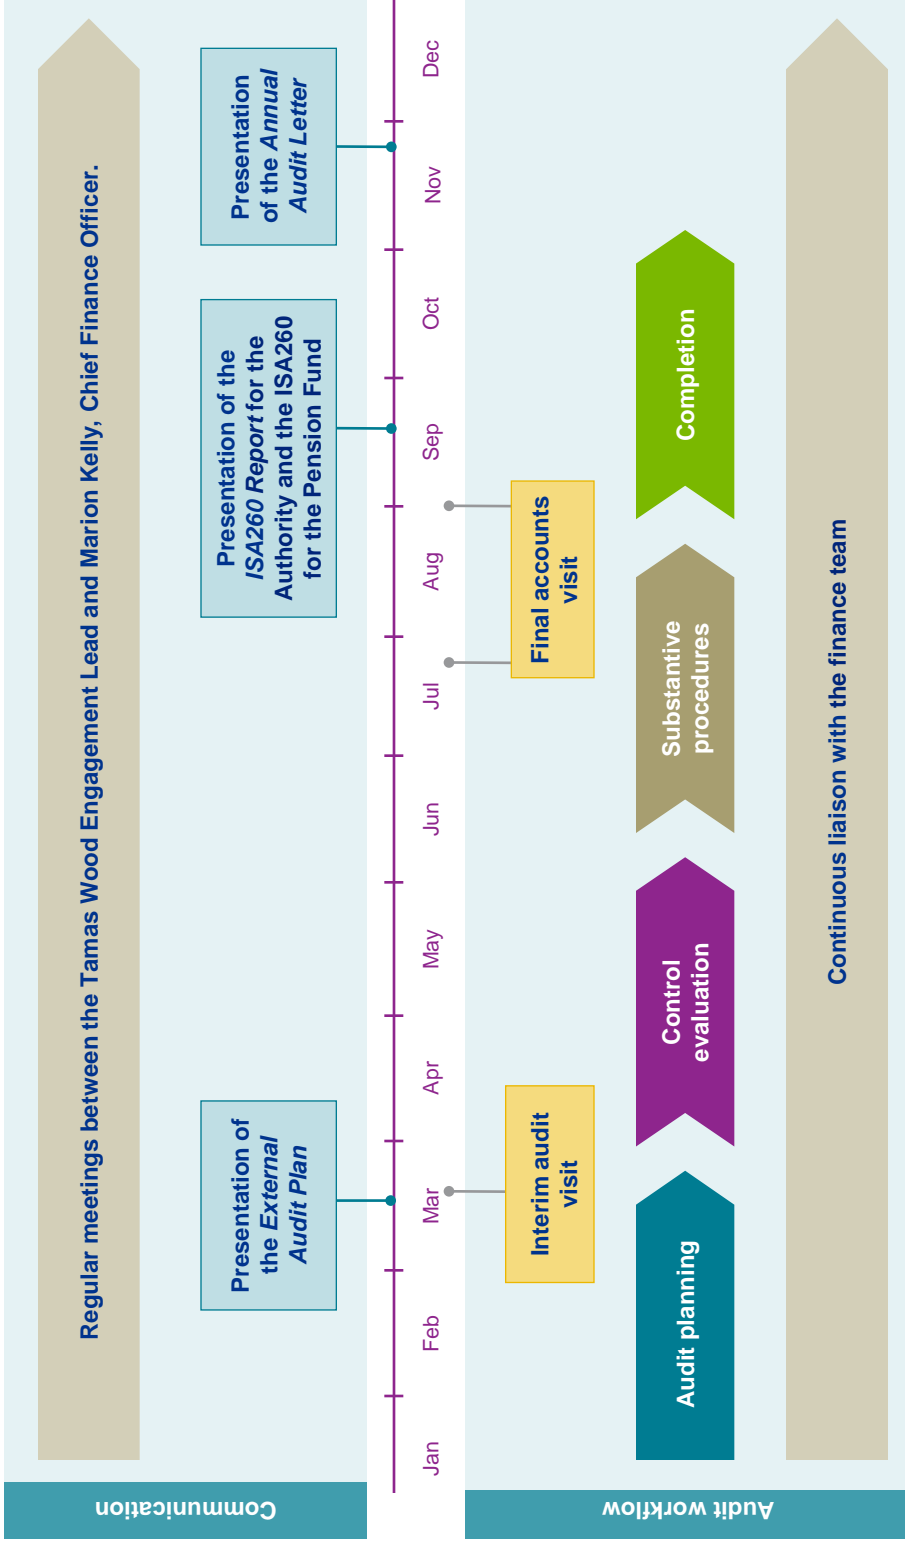 Communication
Regular meetings between the Tamas Wood Engagement Lead and Marion Kelly, Chief Finance Officer.
Presentation of
the External
Audit Plan
Presentation of the
ISA260 Report for the
Authority and the ISA260
for the Pension Fund
Presentation
of the Annual
Audit Letter
Jan
Feb
Mar
Apr
May
Jun
Jul
Aug
Sep
Oct
Nov
Dec
Audit workflow
Interim audit
visit
Final accounts
visit
Audit planning
Control
evaluation
Substantive
procedures
Completion
Continuous liaison with the finance team